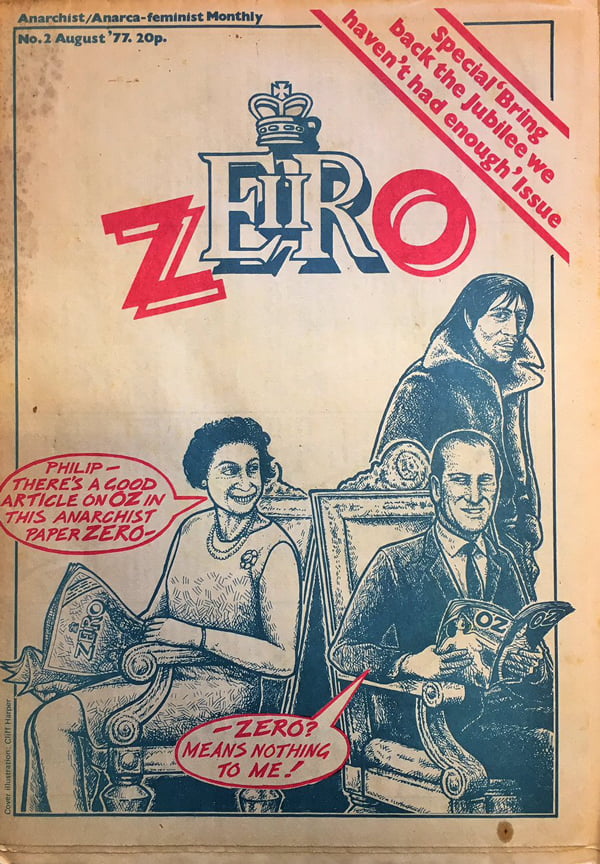 Anarchist/Anarca-feminist Monthly
No. 2 August '77. 20p.
Special 'Bring
back the Jubilee we
haven't had enough' Issue
ZEIIRO
PHILIP —
THERE'S A GOOD
ARTICLE ON OZ IN
THIS ANARCHIST
PAPER ZERO—
ZERO
OZ
OZ
— ZERO?
MEANS NOTHING
TO ME!
Cover illustration: Cliff Harper